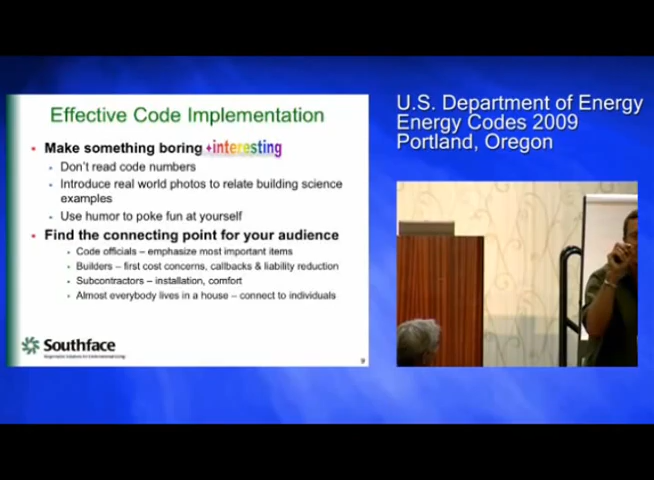 Effective Code Implementation
Make something boring +interesting
Don't read code numbers
Introduce real world photos to relate building science
examples
Use humor to poke fun at yourself
Find the connecting point for your audience
Code officials – emphasize most important items
Builders – first cost concerns, callbacks & liability reduction
Subcontractors – installation, comfort
Almost everybody lives in a house – connect to individuals
Southface
9
U.S. Department of Energy
Energy Codes 2009
Portland, Oregon